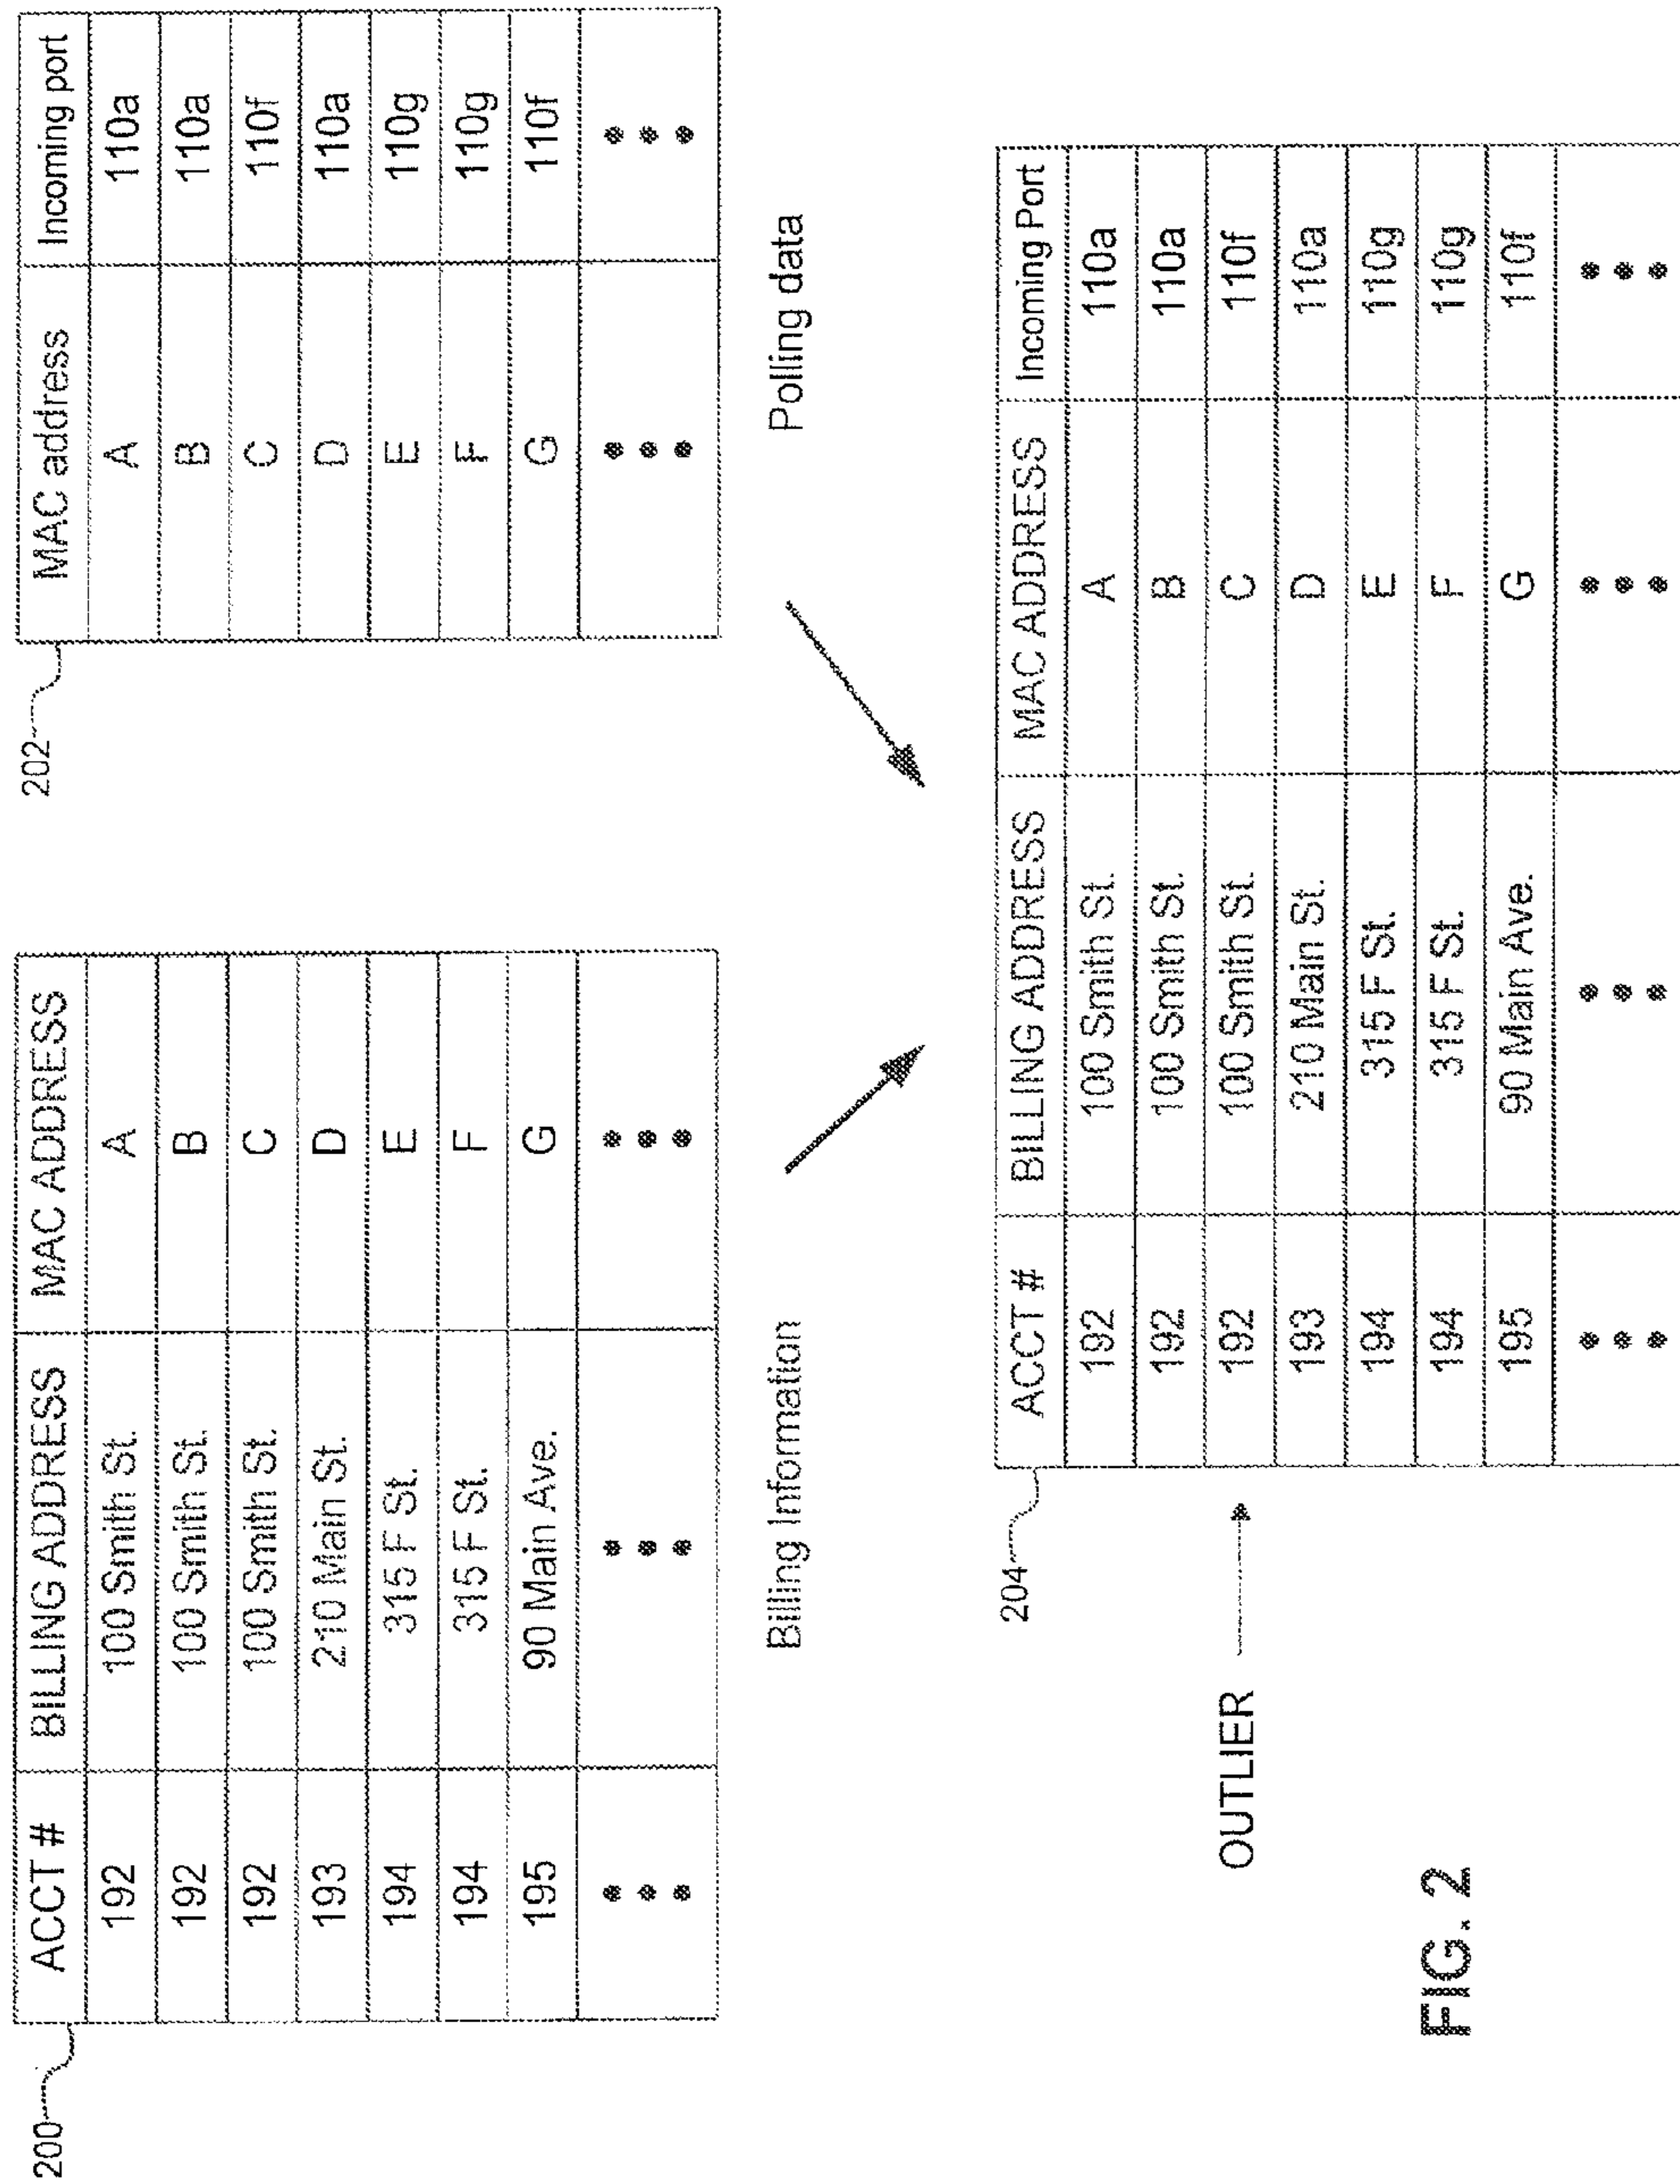 200
ACCT # BILLING ADDRESS MAC ADDRESS
192 100 Smith St. A
192 100 Smith St. B
192 100 Smith St. C
193 210 Main St. D
194 315 F St. E
194 315 F St. F
195 90 Main Ave. G
Billing Information
202
MAC address Incoming port
A 110a
B 110a
C 110f
D 110a
E 110g
F 110g
G 110f
Polling data
204
ACCT # BILLING ADDRESS MAC ADDRESS Incoming Port
192 100 Smith St. A 110a
192 100 Smith St. B 110a
192 100 Smith St. C 110f
193 210 Main St. D 110a
194 315 F St. E 110g
194 315 F St. F 110g
195 90 Main Ave. G 110f
OUTLIER
FIG. 2